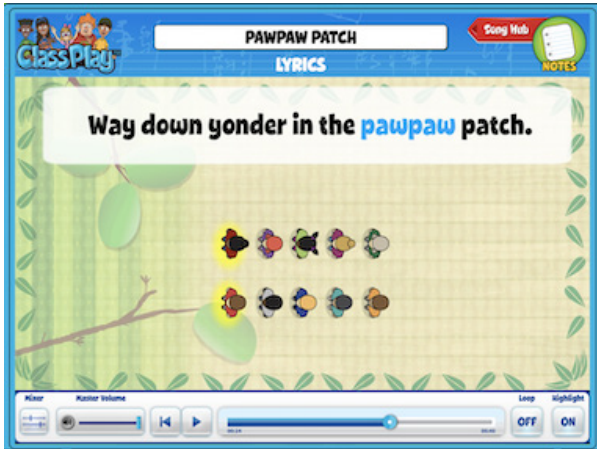 ClassPlay
PAWPAW PATCH
LYRICS
Song Hub
NOTES
Way down yonder in the pawpaw patch.
Mixer
Master Volume
Loop
Highlight
OFF
ON